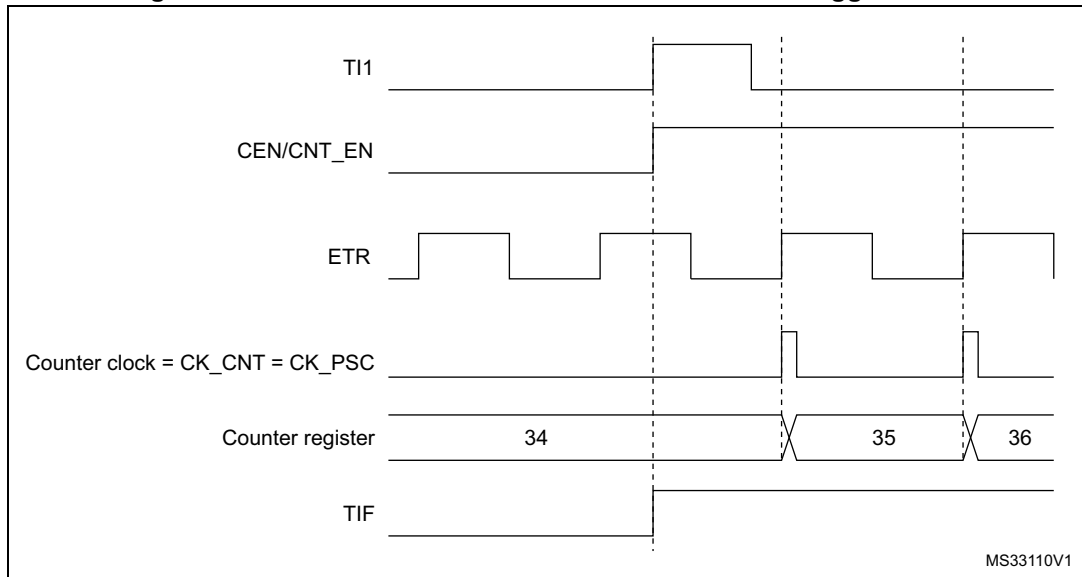 TI1
CEN/CNT_EN
ETR
Counter clock = CK_CNT = CK_PSC
Counter register 34 35 36
TIF
MS33110V1